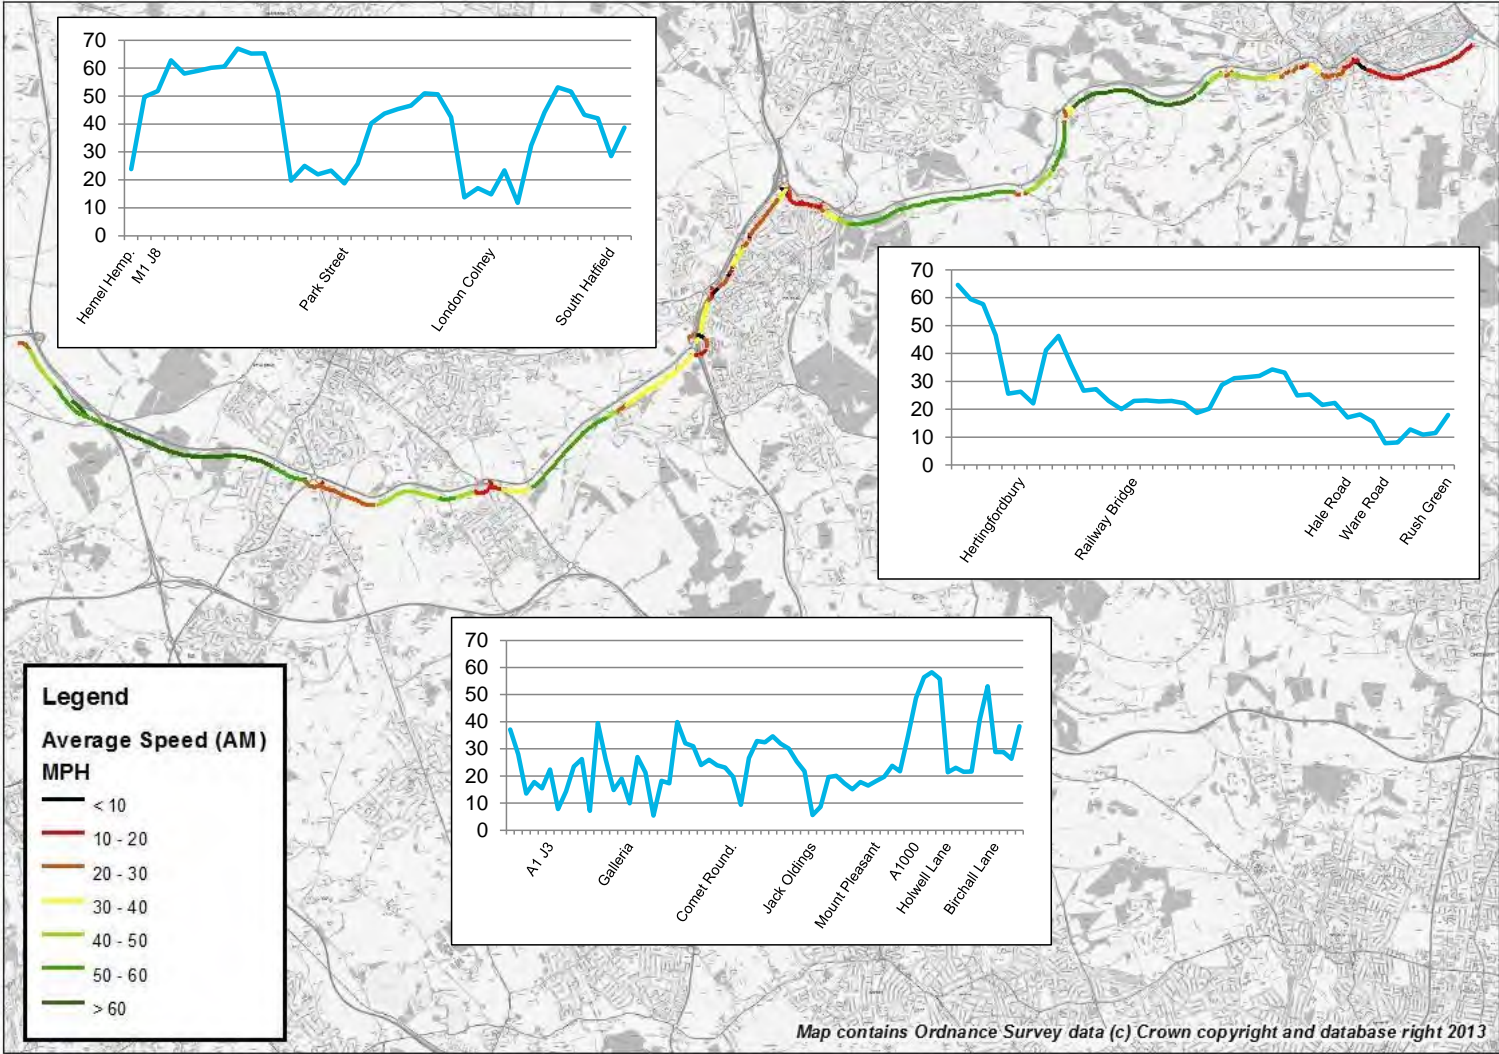 70
60
50
40
30
20
10
0
Hemel Hemp.
M1 J8
Park Street
London Colney
South Hatfield
70
60
50
40
30
20
10
0
Hertingfordbury
Railway Bridge
Hale Road
Ware Road
Rush Green
70
60
50
40
30
20
10
0
A1 J3
Galleria
Comet Round.
Jack Oldings
Mount Pleasant
A1000
Holwell Lane
Birchall Lane
Legend
Average Speed (AM)
MPH
< 10
10 - 20
20 - 30
30 - 40
40 - 50
50 - 60
> 60
Map contains Ordnance Survey data (c) Crown copyright and database right 2013